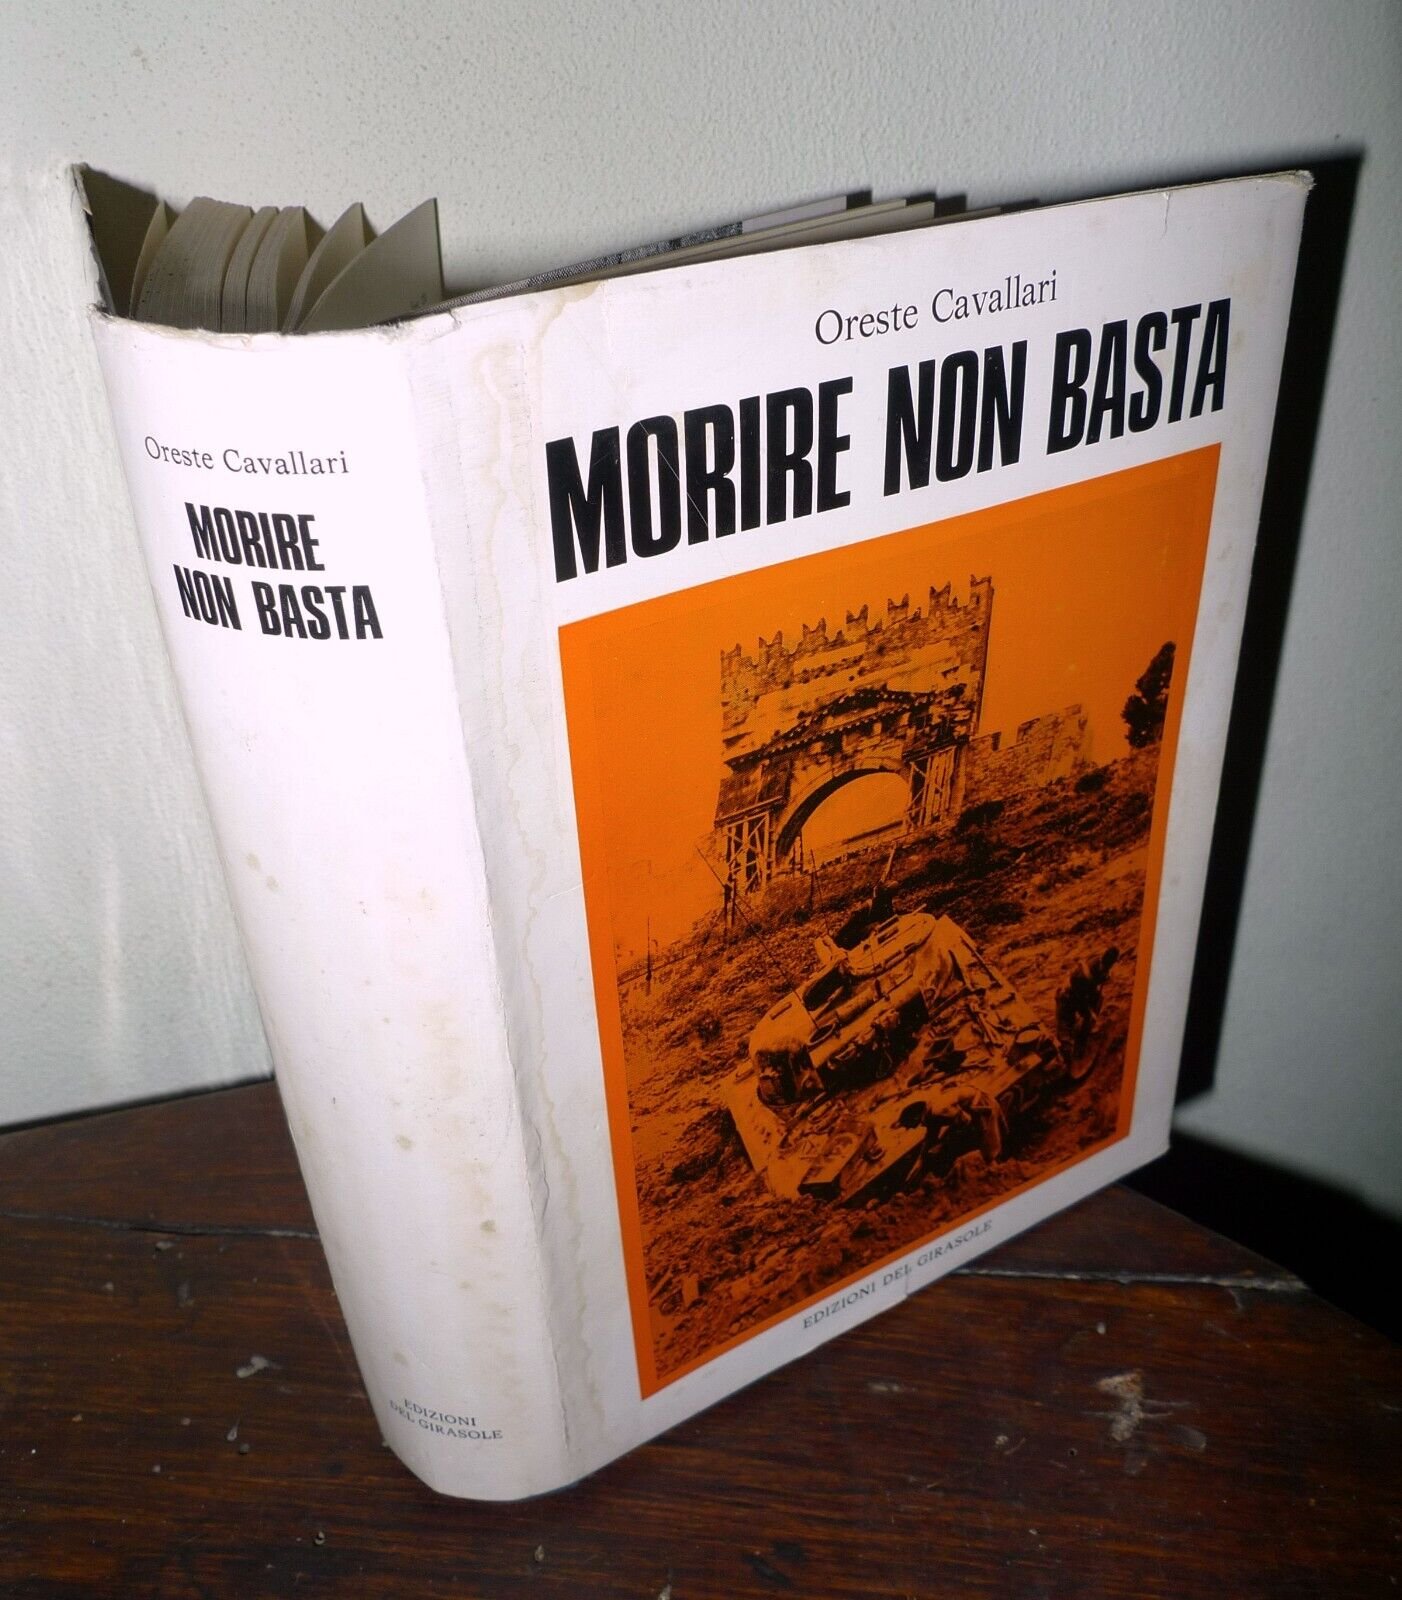 Oreste Cavallari
MORIRE
NON BASTA
EDIZIONI
DEL GIRASOLE
Oreste Cavallari
MORIRE NON BASTA
EDIZIONI DEL GIRASOLE